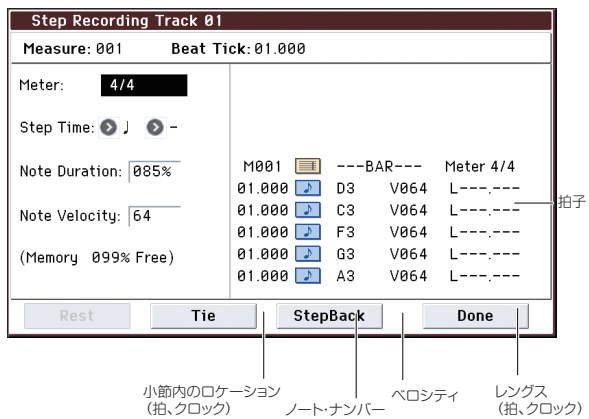 Step Recording Track 01
Measure: 001 Beat Tick: 01.000
Meter: 4/4
Step Time: ♩ -
Note Duration: 085%
Note Velocity: 64
(Memory 099% Free)
M001 ---BAR--- Meter 4/4
01.000 D3 V064 L---.---
01.000 C3 V064 L---.---
01.000 F3 V064 L---.---
01.000 G3 V064 L---.---
01.000 A3 V064 L---.---
拍子
Rest Tie StepBack Done
小節内のロケーション
(拍、クロック)
ノート・ナンバー
ベロシティ
レングス
(拍、クロック)